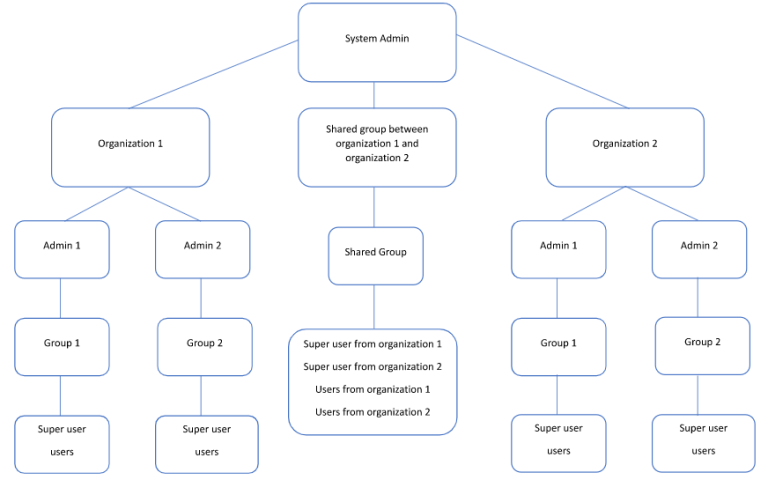 System Admin
Organization 1
Shared group between
organization 1 and
organization 2
Organization 2
Admin 1
Admin 2
Shared Group
Admin 1
Admin 2
Group 1
Group 2
Super user from organization 1
Super user from organization 2
Users from organization 1
Users from organization 2
Group 1
Group 2
Super user
users
Super user
users
Super user
users
Super user
users